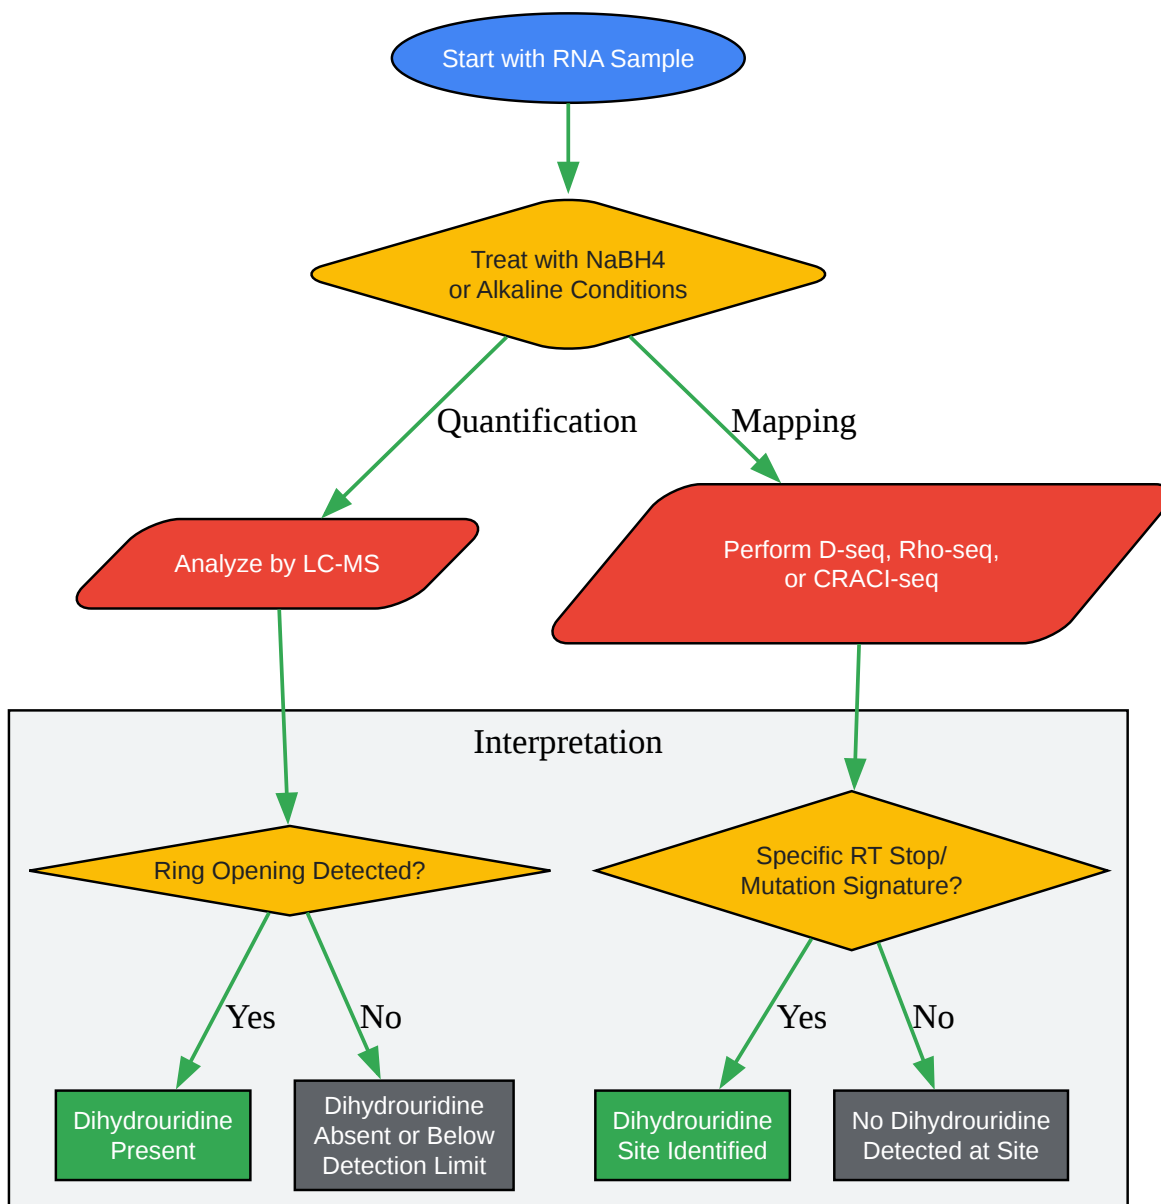 Start with RNA Sample
Treat with NaBH4
or Alkaline Conditions
Quantification
Mapping
Analyze by LC-MS
Perform D-seq, Rho-seq,
or CRACI-seq
Interpretation
Ring Opening Detected?
Specific RT Stop/
Mutation Signature?
Yes
No
Yes
No
Dihydrouridine
Present
Dihydrouridine
Absent or Below
Detection Limit
Dihydrouridine
Site Identified
No Dihydrouridine
Detected at Site